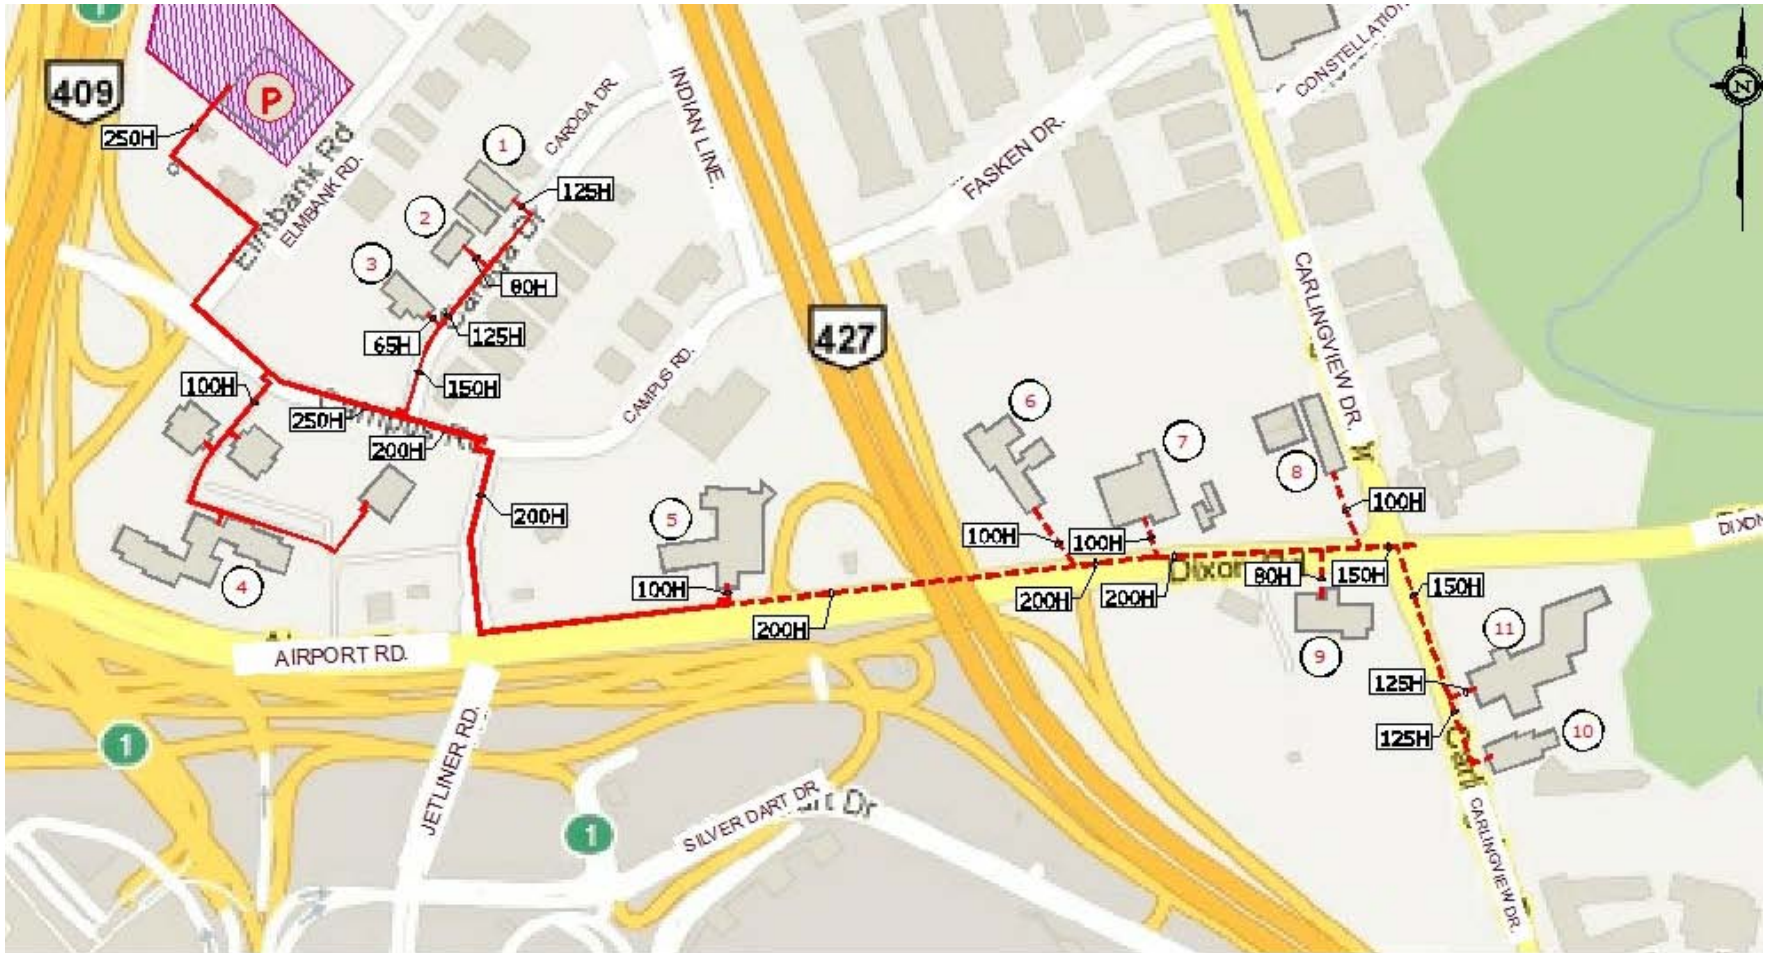 1
409
P
250H
Elmbank Rd
ELMBANK RD.
1
CAROGA DR.
125H
2
3
80H
65H
125H
150H
100H
250H
200H
INDIAN LINE.
FASKEN DR.
CONSTELLATION
N
427
CAMPUS RD.
CARLINGVIEW DR.
200H
4
5
100H
200H
6
100H
7
100H
200H
200H
8
100H
Dixon
DIXON
80H
150H
150H
9
11
125H
125H
10
AIRPORT RD.
JETLINER RD.
SILVER DART DR.
art Dr
1
1
Carli
CARLINGVIEW DR.